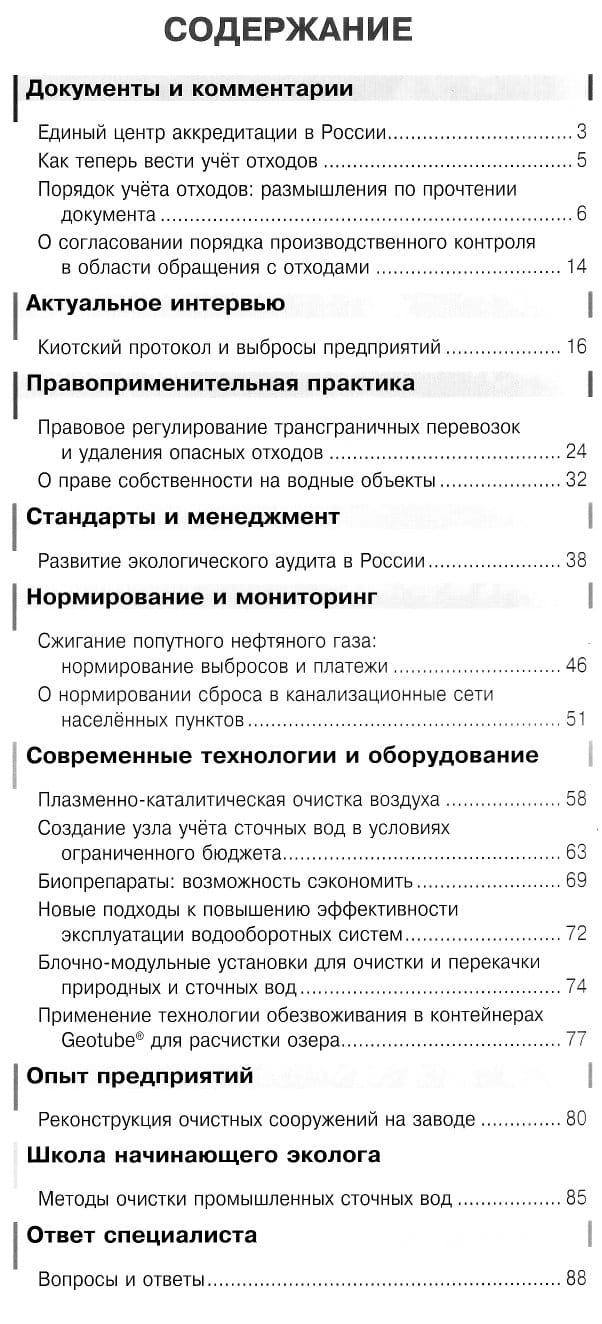 СОДЕРЖАНИЕ
Документы и комментарии
Единый центр аккредитации в России.............................. 3
Как теперь вести учёт отходов ........................................ 5
Порядок учёта отходов: размышления по прочтении
документа ................................................................... 6
О согласовании порядка производственного контроля
в области обращения с отходами .............................. 14
Актуальное интервью
Киотский протокол и выбросы предприятий ................... 16
Правоприменительная практика
Правовое регулирование трансграничных перевозок
и удаления опасных отходов ..................................... 24
О праве собственности на водные объекты .................... 32
Стандарты и менеджмент
Развитие экологического аудита в России...................... 38
Нормирование и мониторинг
Сжигание попутного нефтяного газа:
нормирование выбросов и платежи ........................... 46
О нормировании сброса в канализационные сети
населённых пунктов ................................................... 51
Современные технологии и оборудование
Плазменно-каталитическая очистка воздуха ................... 58
Создание узла учёта сточных вод в условиях
ограниченного бюджета............................................. 63
Биопрепараты: возможность сэкономить ........................ 69
Новые подходы к повышению эффективности
эксплуатации водооборотных систем......................... 72
Блочно-модульные установки для очистки и перекачки
природных и сточных вод .......................................... 74
Применение технологии обезвоживания в контейнерах
Geotube® для расчистки озера.................................... 77
Опыт предприятий
Реконструкция очистных сооружений на заводе ............. 80
Школа начинающего эколога
Методы очистки промышленных сточных вод ................. 85
Ответ специалиста
Вопросы и ответы.......................................................... 88